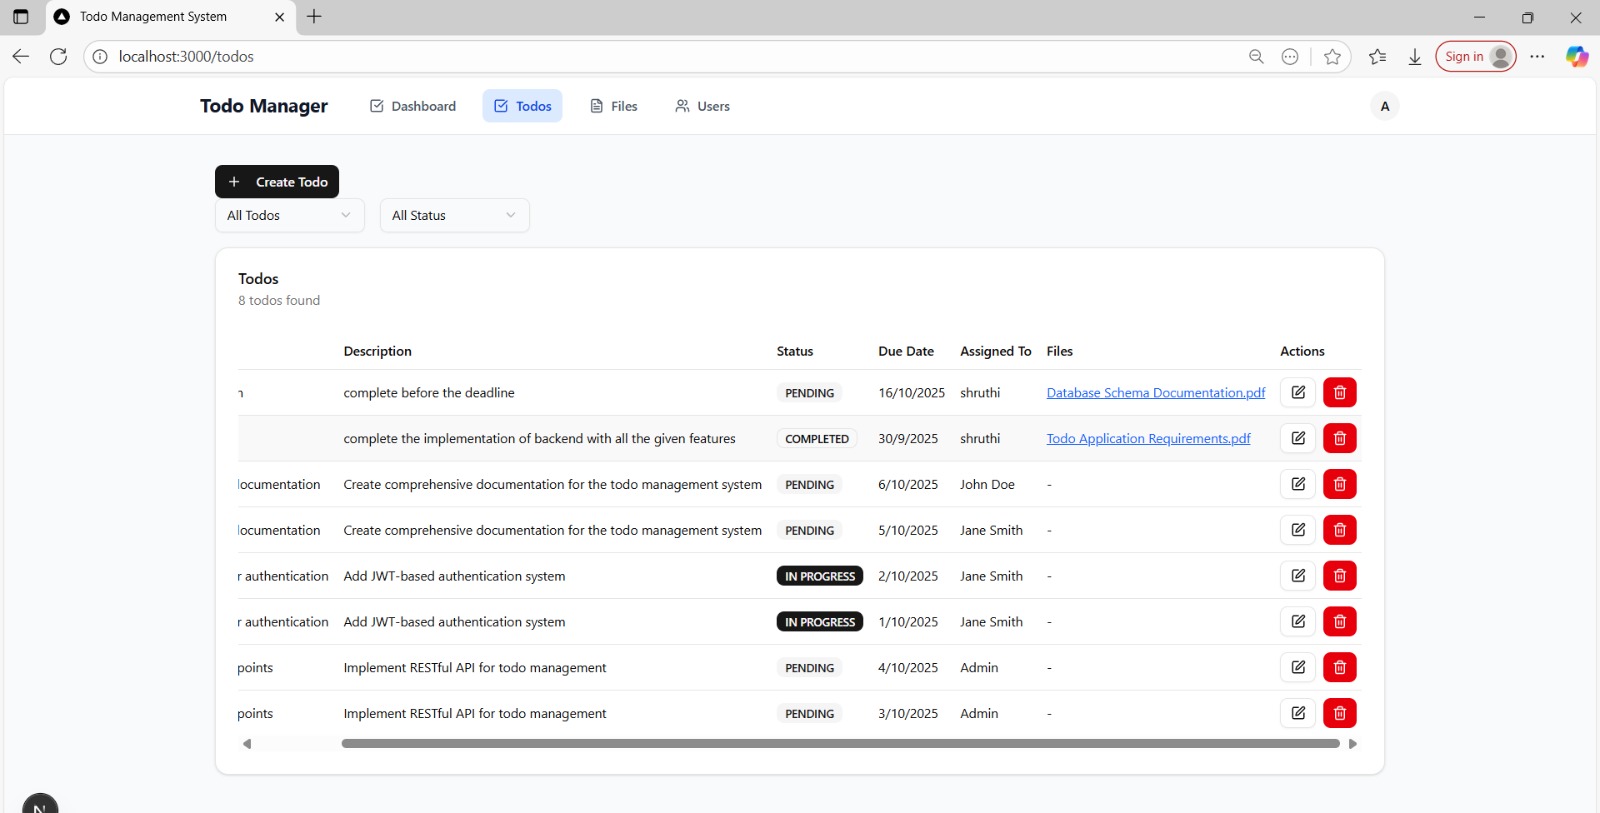 Todo Management System
localhost:3000/todos
Sign in
Todo Manager Dashboard Todos Files Users A
+ Create Todo
All Todos All Status
Todos
8 todos found
Description Status Due Date Assigned To Files Actions
complete before the deadline PENDING 16/10/2025 shruthi Database Schema Documentation.pdf
complete the implementation of backend with all the given features COMPLETED 30/9/2025 shruthi Todo Application Requirements.pdf
ocumentation Create comprehensive documentation for the todo management system PENDING 6/10/2025 John Doe -
ocumentation Create comprehensive documentation for the todo management system PENDING 5/10/2025 Jane Smith -
r authentication Add JWT-based authentication system IN PROGRESS 2/10/2025 Jane Smith -
r authentication Add JWT-based authentication system IN PROGRESS 1/10/2025 Jane Smith -
points Implement RESTful API for todo management PENDING 4/10/2025 Admin -
points Implement RESTful API for todo management PENDING 3/10/2025 Admin -
N